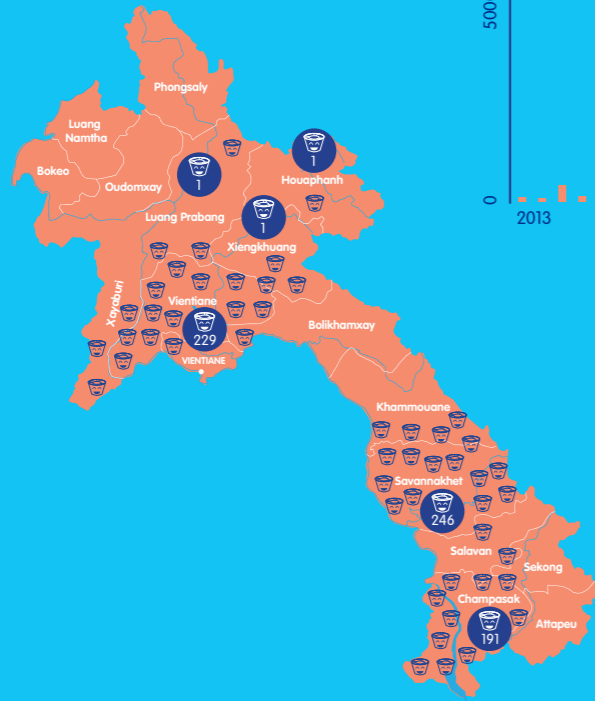 500
0
2013
Phongsaly
Luang
Namtha
Bokeo
Oudomxay
1
1
Houaphanh
Luang Prabang
1
Xiengkhuang
Xayaburi
Vientiane
229
VIENTIANE
Bolikhamxay
Khammouane
Savannakhet
246
Salavan
Sekong
Champasak
191
Attapeu